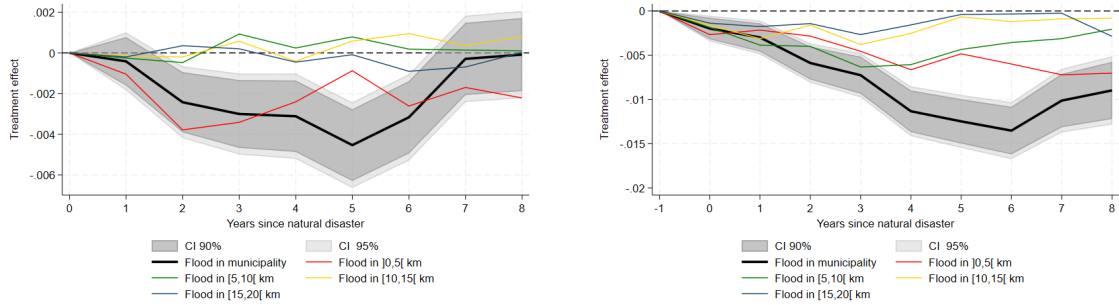 .002
0
-.002
-.004
-.006
Treatment effect
0 1 2 3 4 5 6 7 8
Years since natural disaster
CI 90% CI 95%
Flood in municipality Flood in ]0,5[ km
Flood in [5,10[ km Flood in [10,15[ km
Flood in [15,20[ km
0
-.005
-.01
-.015
-.02
Treatment effect
-1 0 1 2 3 4 5 6 7 8
Years since natural disaster
CI 90% CI 95%
Flood in municipality Flood in ]0,5[ km
Flood in [5,10[ km Flood in [10,15[ km
Flood in [15,20[ km